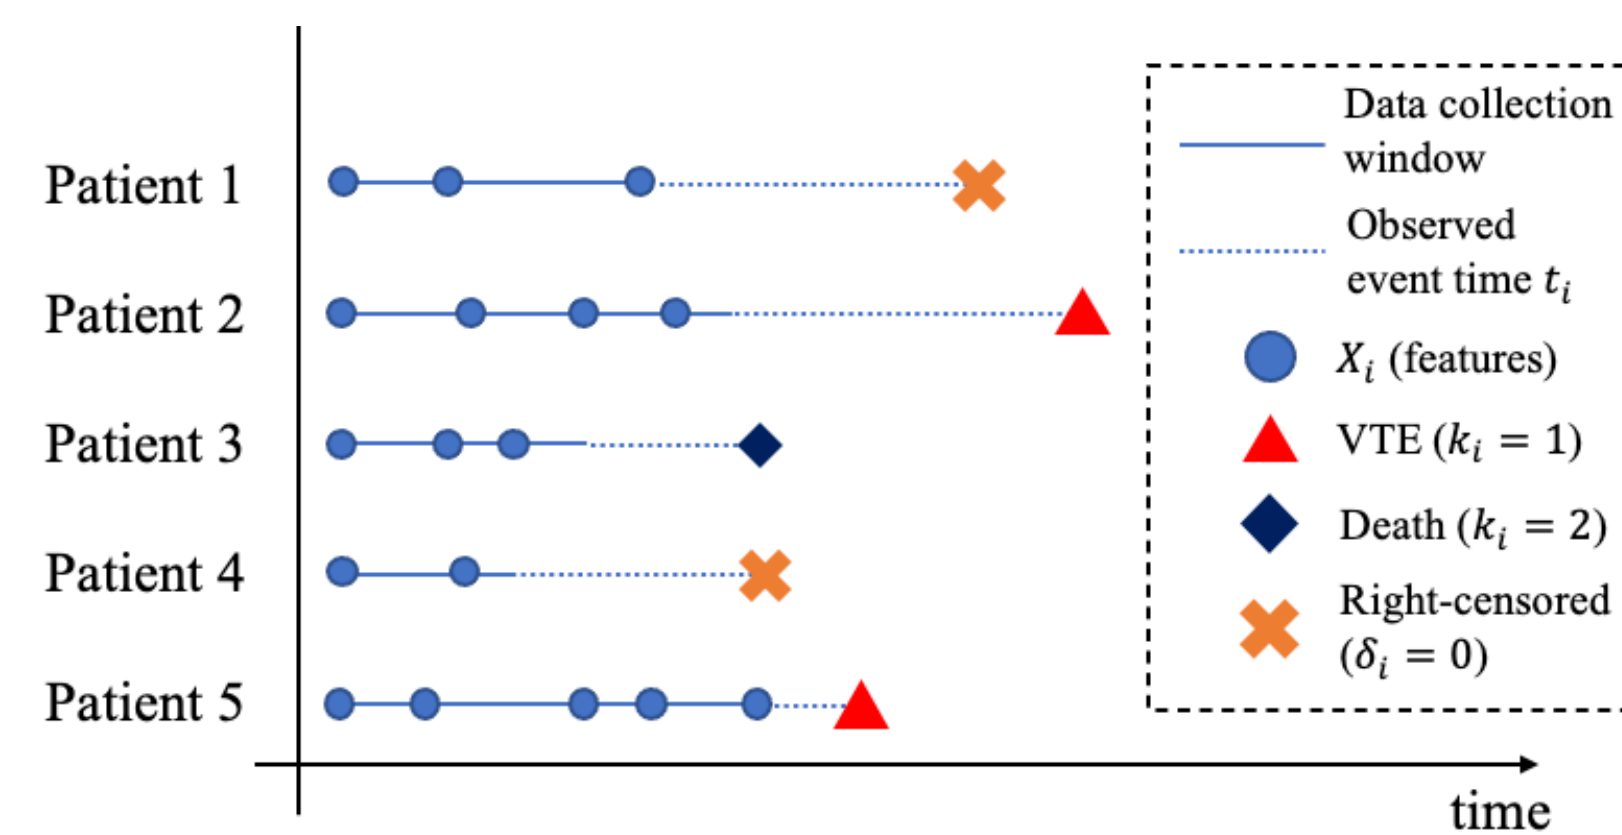 Patient 1
Patient 2
Patient 3
Patient 4
Patient 5
time
Data collection
window
Observed
event time tᵢ
Xᵢ (features)
VTE (kᵢ = 1)
Death (kᵢ = 2)
Right-censored
(δᵢ = 0)